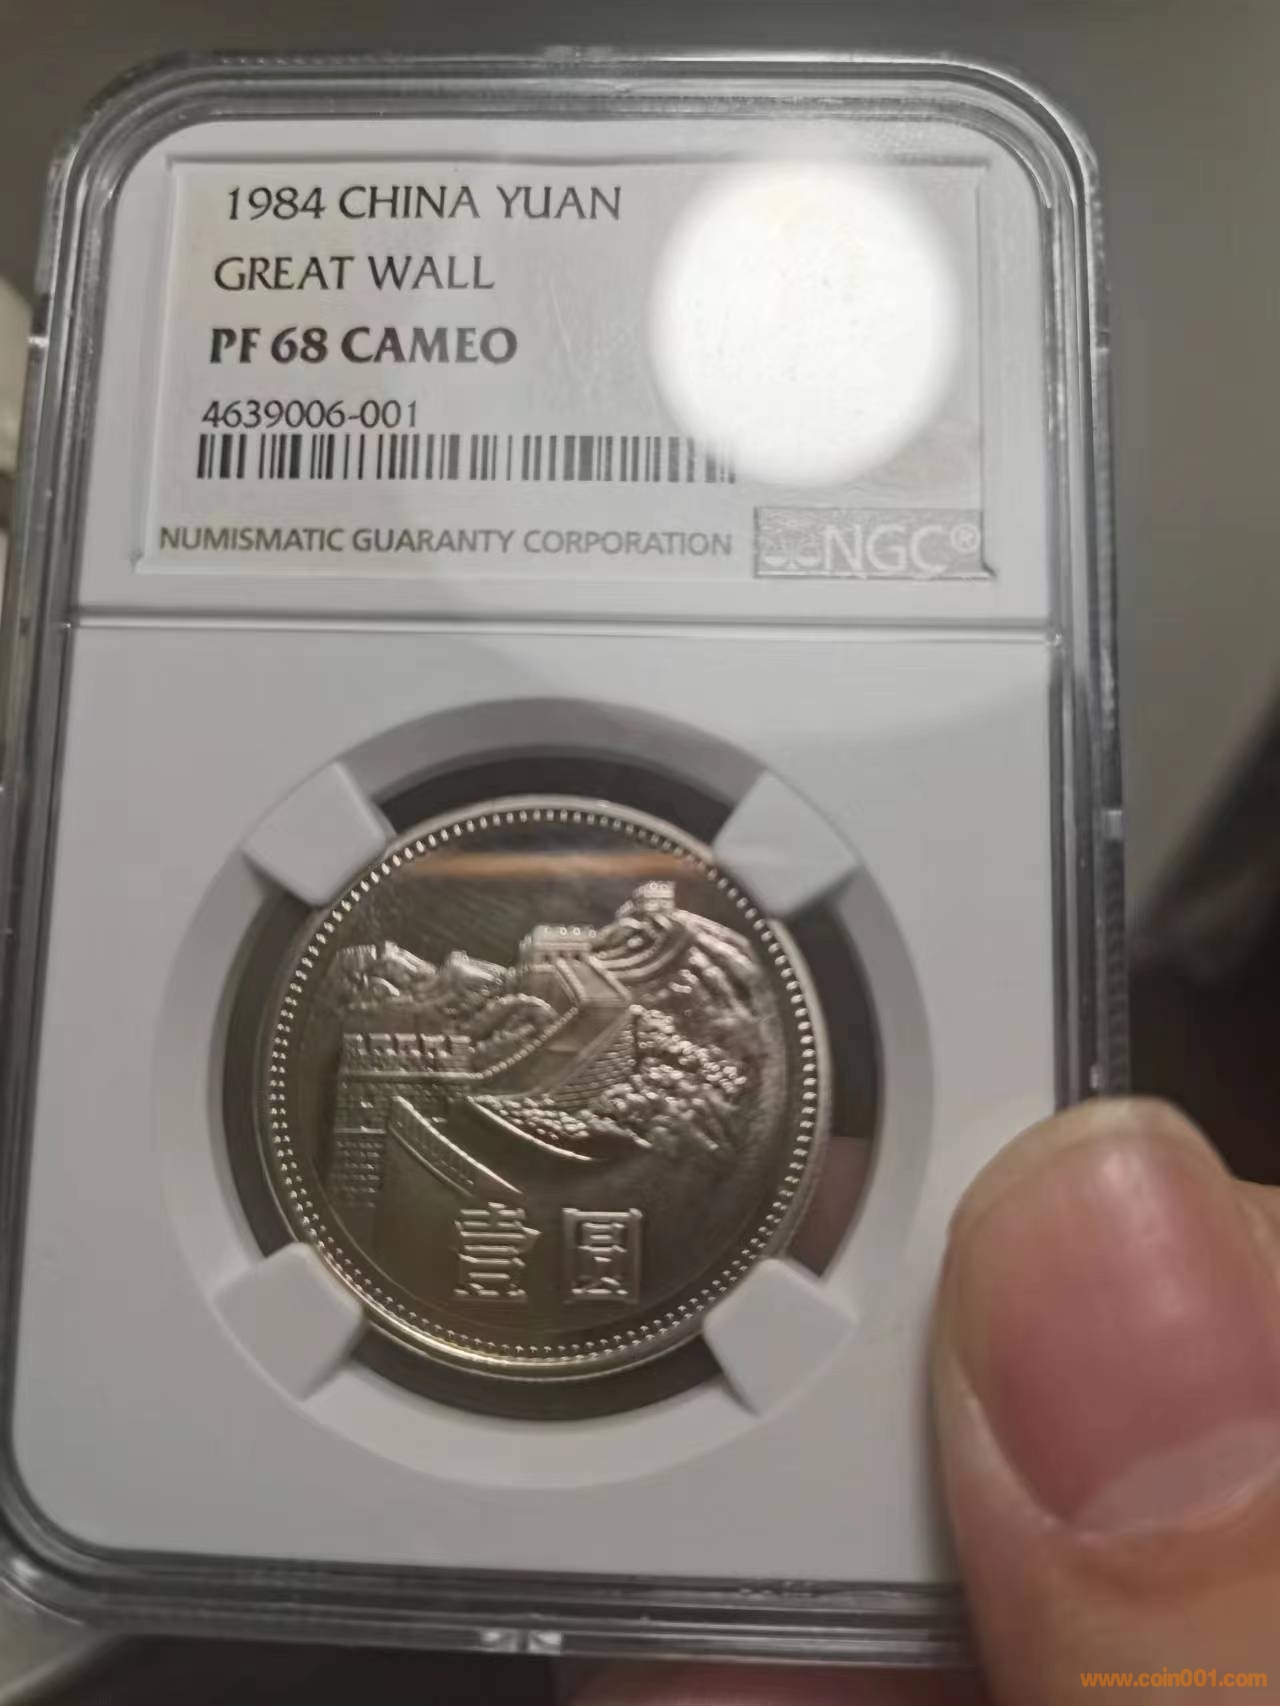 1984 CHINA YUAN
GREAT WALL
PF 68 CAMEO
4639006-001
NUMISMATIC GUARANTY CORPORATION
NGC®
壹圆
www.coin001.com